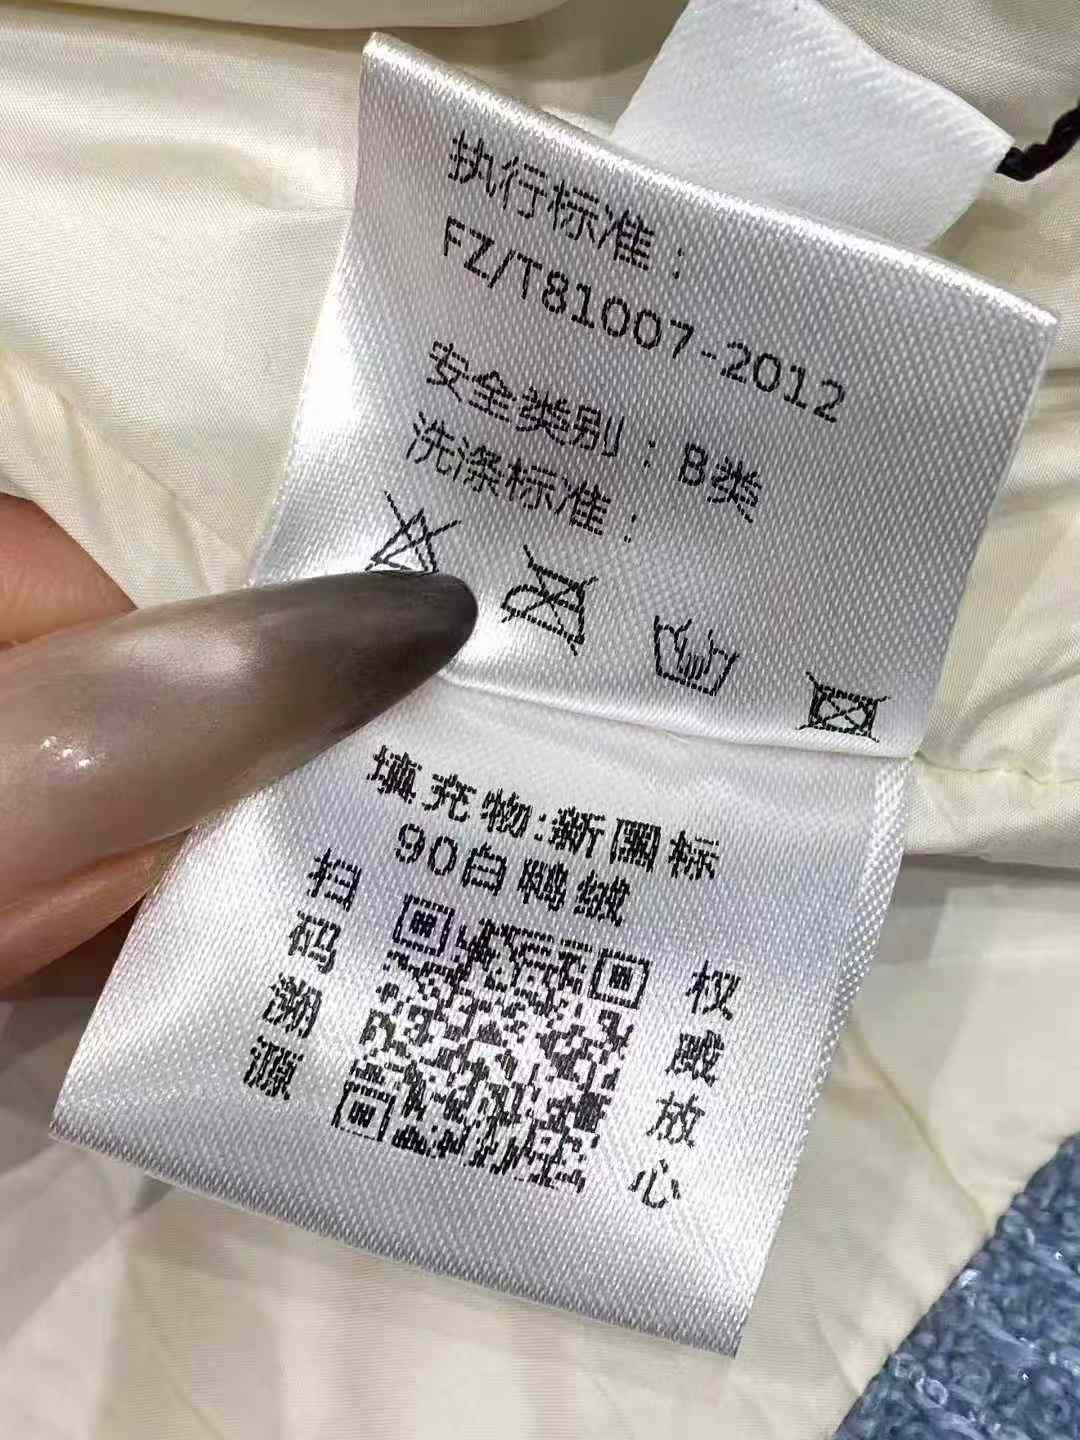 执行标准：
FZ/T81007-2012
安全类别：B类
洗涤标准：
填充物:新国标
90白鸭绒
扫码溯源
权威放心